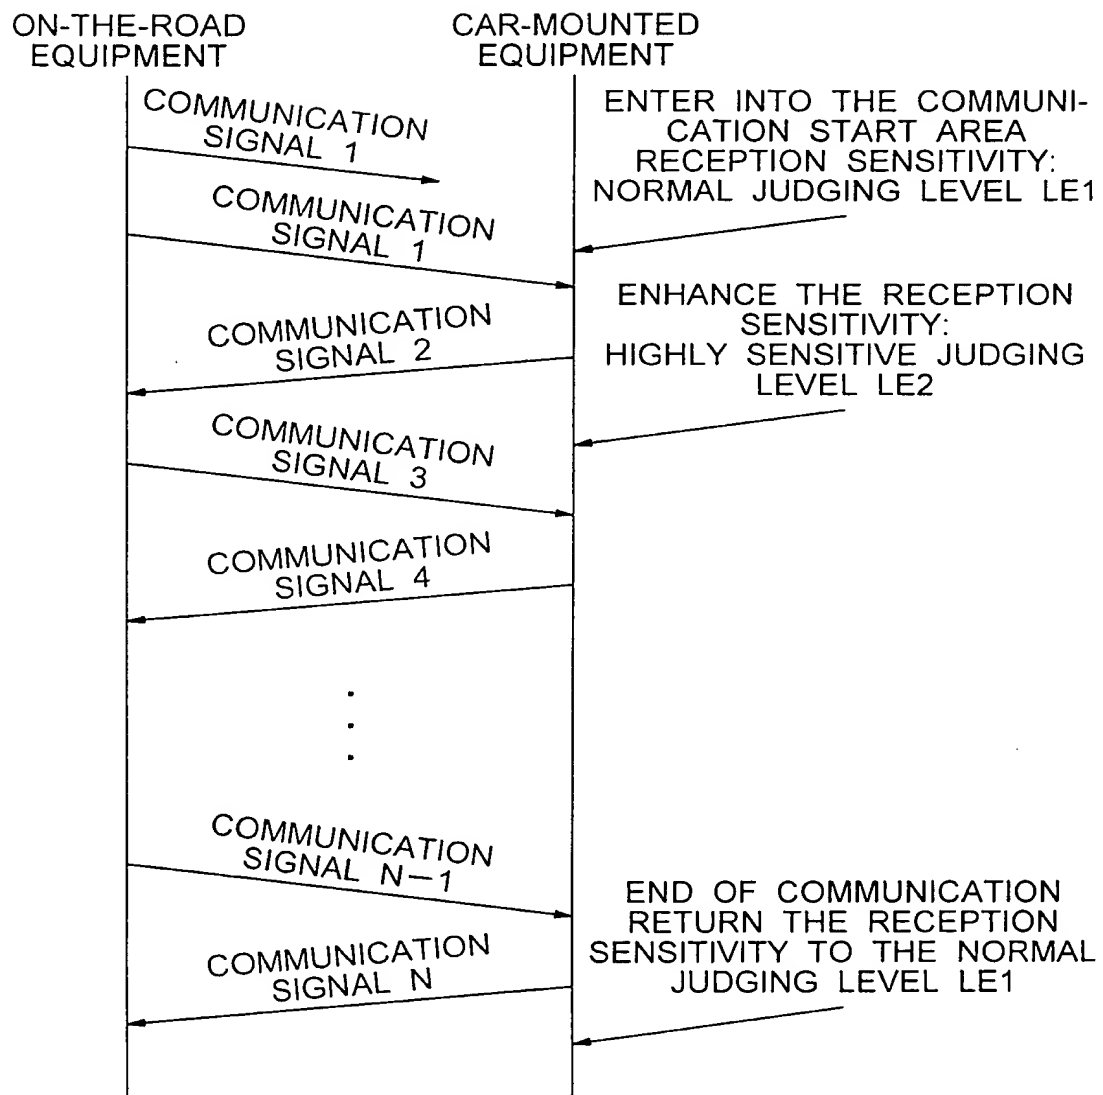 ON-THE-ROAD
EQUIPMENT
CAR-MOUNTED
EQUIPMENT
COMMUNICATION
SIGNAL 1
ENTER INTO THE COMMUNI-
CATION START AREA
RECEPTION SENSITIVITY:
NORMAL JUDGING LEVEL LE1
COMMUNICATION
SIGNAL 1
COMMUNICATION
SIGNAL 2
ENHANCE THE RECEPTION
SENSITIVITY:
HIGHLY SENSITIVE JUDGING
LEVEL LE2
COMMUNICATION
SIGNAL 3
COMMUNICATION
SIGNAL 4
COMMUNICATION
SIGNAL N-1
END OF COMMUNICATION
RETURN THE RECEPTION
SENSITIVITY TO THE NORMAL
JUDGING LEVEL LE1
COMMUNICATION
SIGNAL N